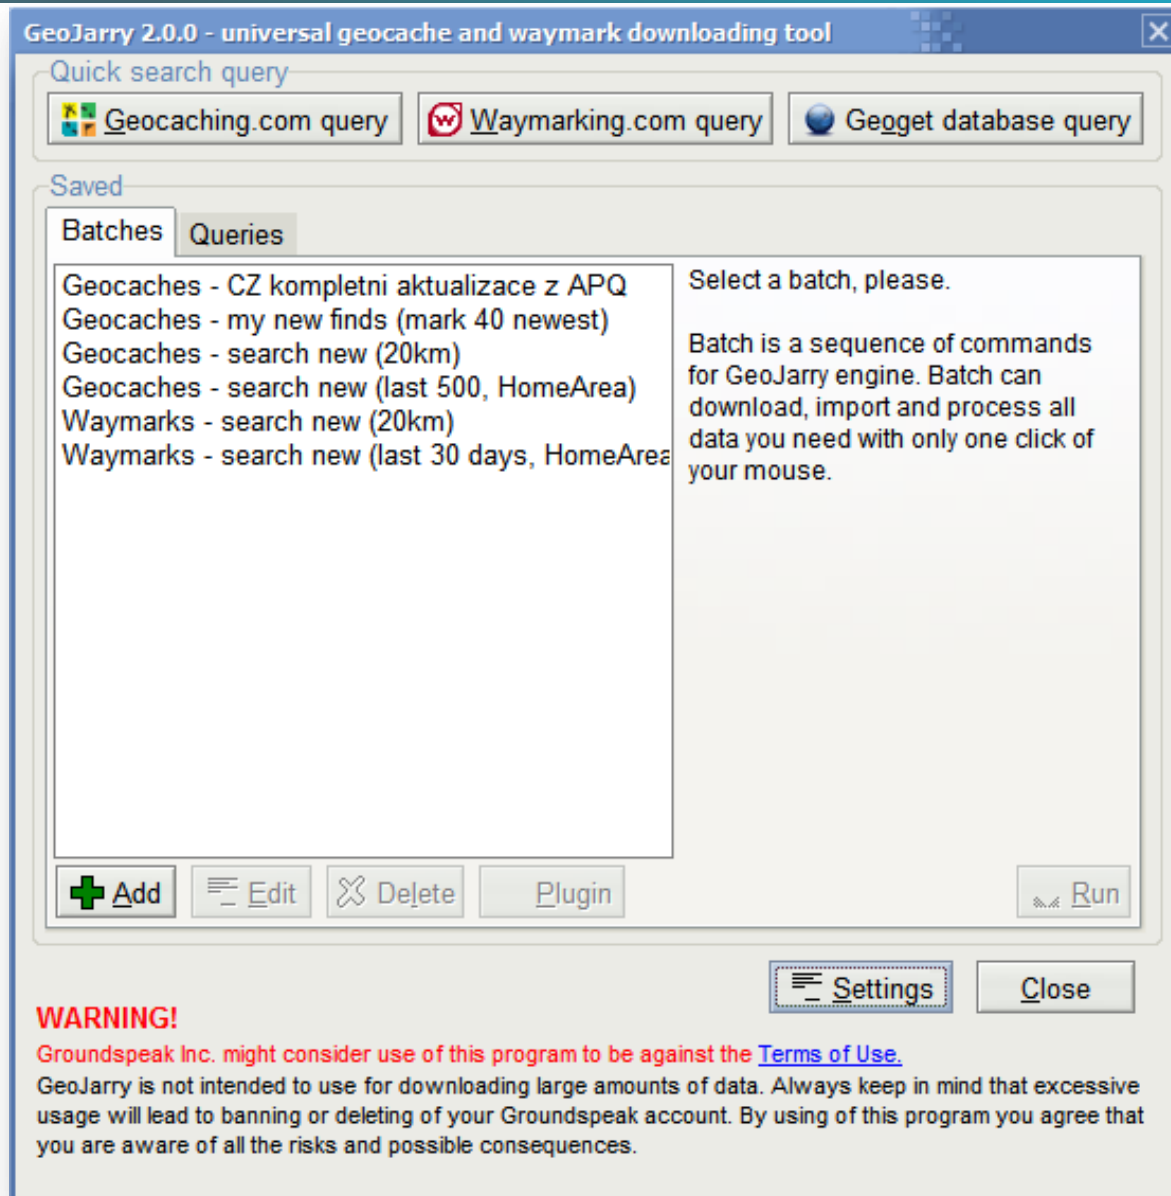 GeoJarry 2.0.0 - universal geocache and waymark downloading tool
Quick search query
Geocaching.com query
Waymarking.com query
Geoget database query
Saved
Batches
Queries
Geocaches - CZ kompletni aktualizace z APQ
Geocaches - my new finds (mark 40 newest)
Geocaches - search new (20km)
Geocaches - search new (last 500, HomeArea)
Waymarks - search new (20km)
Waymarks - search new (last 30 days, HomeArea
Select a batch, please.
Batch is a sequence of commands
for GeoJarry engine. Batch can
download, import and process all
data you need with only one click of
your mouse.
Add
Edit
Delete
Plugin
Run
Settings
Close
WARNING!
Groundspeak Inc. might consider use of this program to be against the Terms of Use.
GeoJarry is not intended to use for downloading large amounts of data. Always keep in mind that excessive
usage will lead to banning or deleting of your Groundspeak account. By using of this program you agree that
you are aware of all the risks and possible consequences.